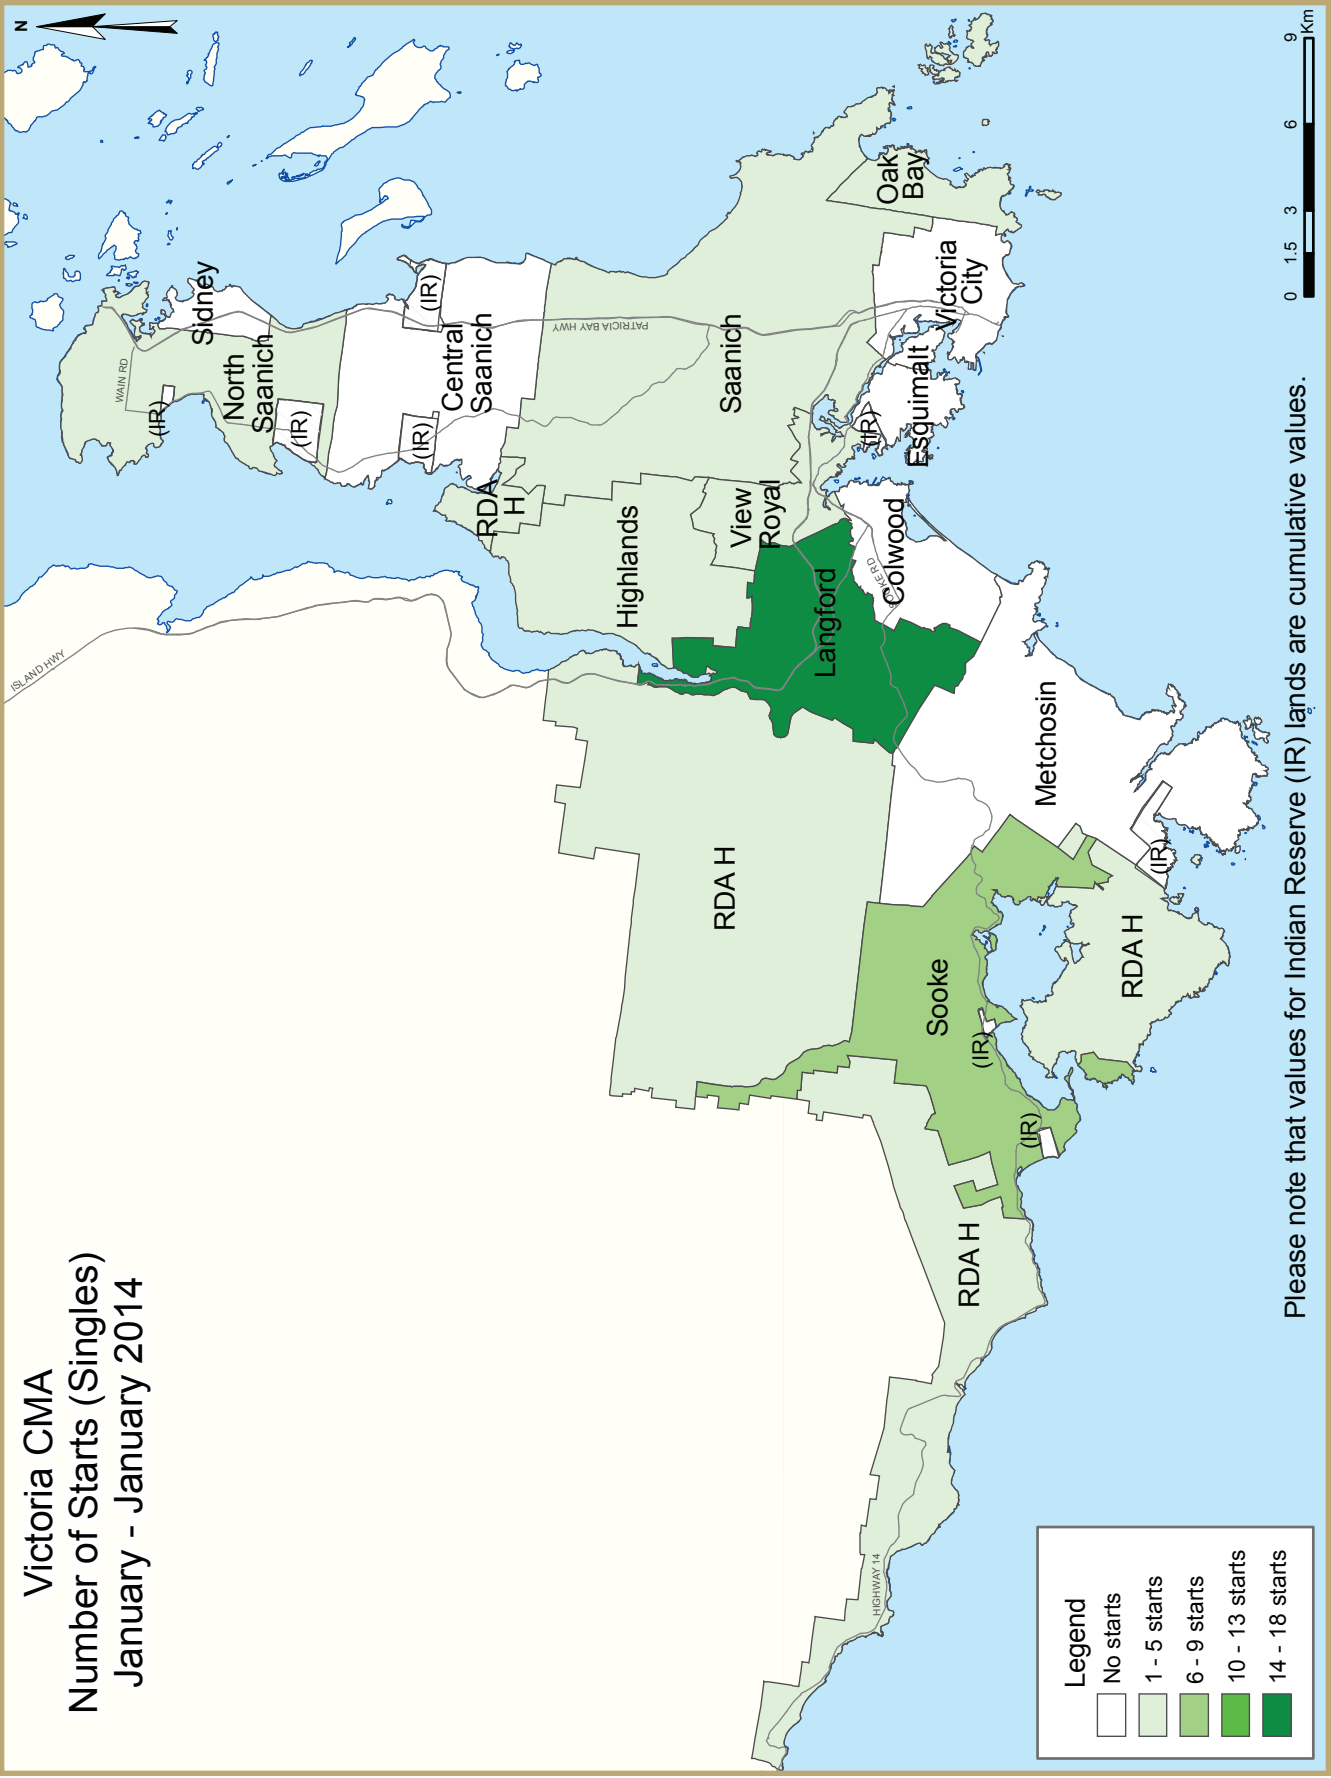 Victoria CMA
Number of Starts (Singles)
January - January 2014
N
ISLAND HWY
WAIN RD
(IR)
Sidney
North
Saanich
(IR)
(IR)
Central
Saanich
(IR)
PATRICIA BAY HWY
RDA
H
Saanich
Highlands
View
Royal
Oak
Bay
Victoria
City
Esquimalt
(IR)
Langford
Colwood
SOOKE RD
Metchosin
(IR)
RDA H
Sooke
(IR)
(IR)
RDA H
RDA H
HIGHWAY 14
Legend
No starts
1 - 5 starts
6 - 9 starts
10 - 13 starts
14 - 18 starts
0 1.5 3 6 9
Km
Please note that values for Indian Reserve (IR) lands are cumulative values.